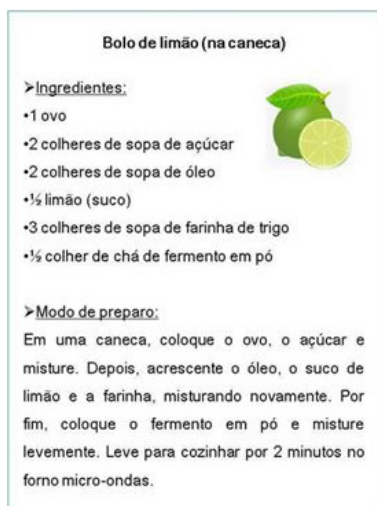 Bolo de limão (na caneca)
➤Ingredientes:
•1 ovo
•2 colheres de sopa de açúcar
•2 colheres de sopa de óleo
•½ limão (suco)
•3 colheres de sopa de farinha de trigo
•½ colher de chá de fermento em pó
➤Modo de preparo:
Em uma caneca, coloque o ovo, o açúcar e
misture. Depois, acrescente o óleo, o suco de
limão e a farinha, misturando novamente. Por
fim, coloque o fermento em pó e misture
levemente. Leve para cozinhar por 2 minutos no
forno micro-ondas.